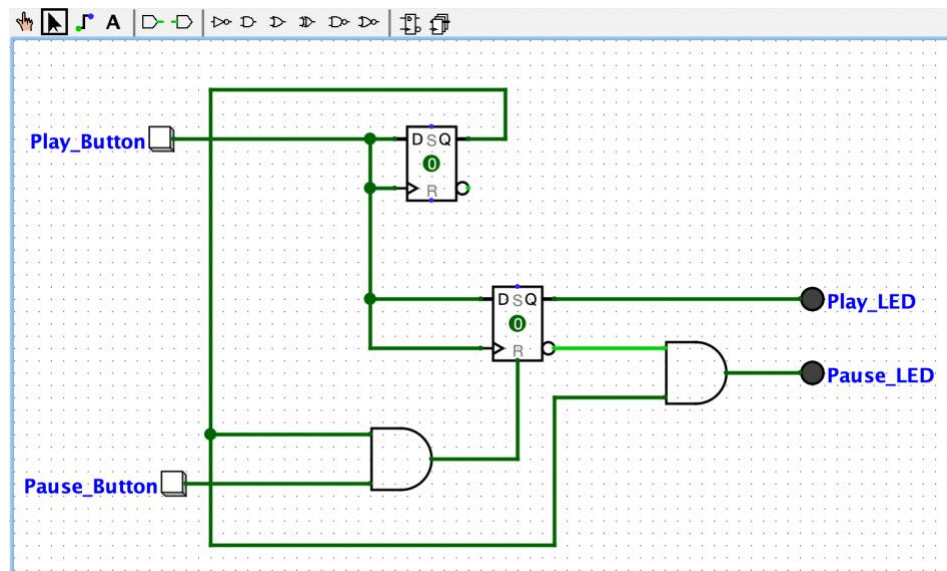 A
Play_Button
D S Q
0
R
D S Q
0
R
Play_LED
Pause_LED
Pause_Button